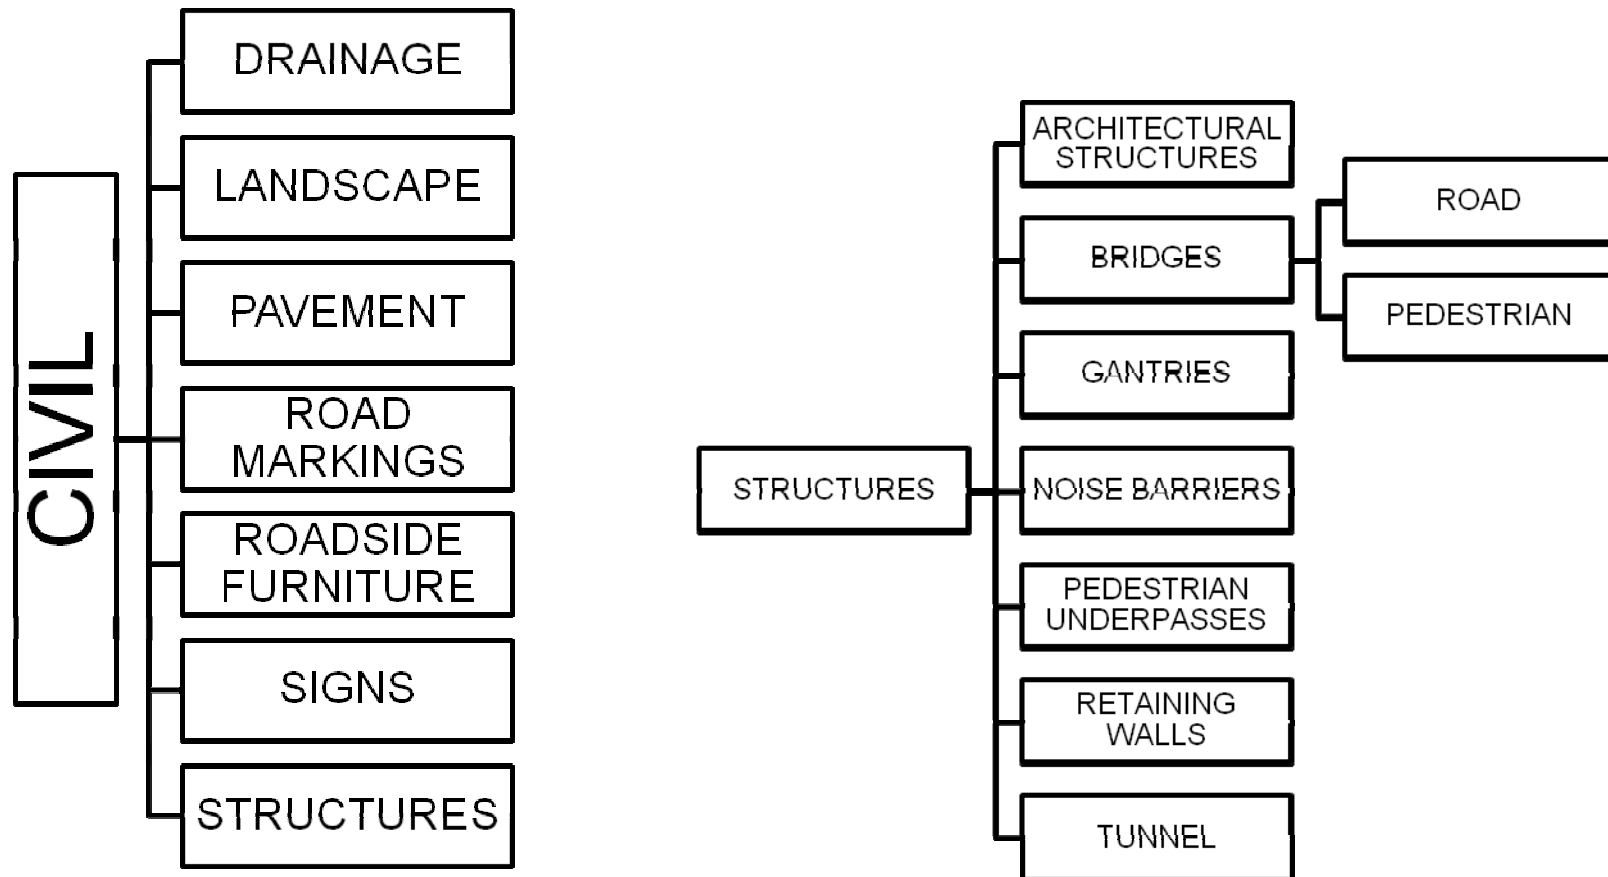 CIVIL
DRAINAGE
LANDSCAPE
PAVEMENT
ROAD
MARKINGS
ROADSIDE
FURNITURE
SIGNS
STRUCTURES
STRUCTURES
ARCHITECTURAL
STRUCTURES
BRIDGES
ROAD
PEDESTRIAN
GANTRIES
NOISE BARRIERS
PEDESTRIAN
UNDERPASSES
RETAINING
WALLS
TUNNEL